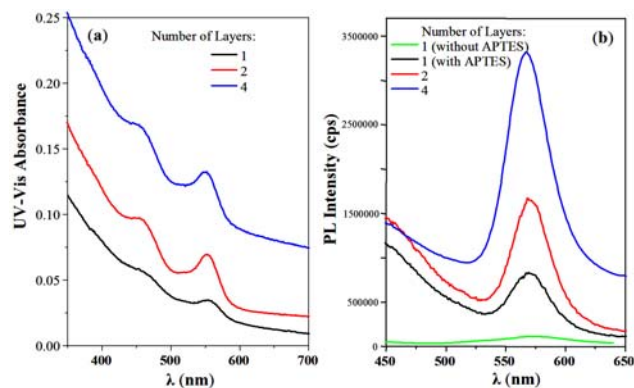 (a)
Number of Layers:
1
2
4
0.25
0.20
0.15
0.10
0.05
0.00
UV-Vis Absorbance
400 500 600 700
λ (nm)
(b)
Number of Layers:
1 (without APTES)
1 (with APTES)
2
4
3500000
2500000
1500000
500000
PL Intensity (cps)
450 500 550 600 650
λ (nm)